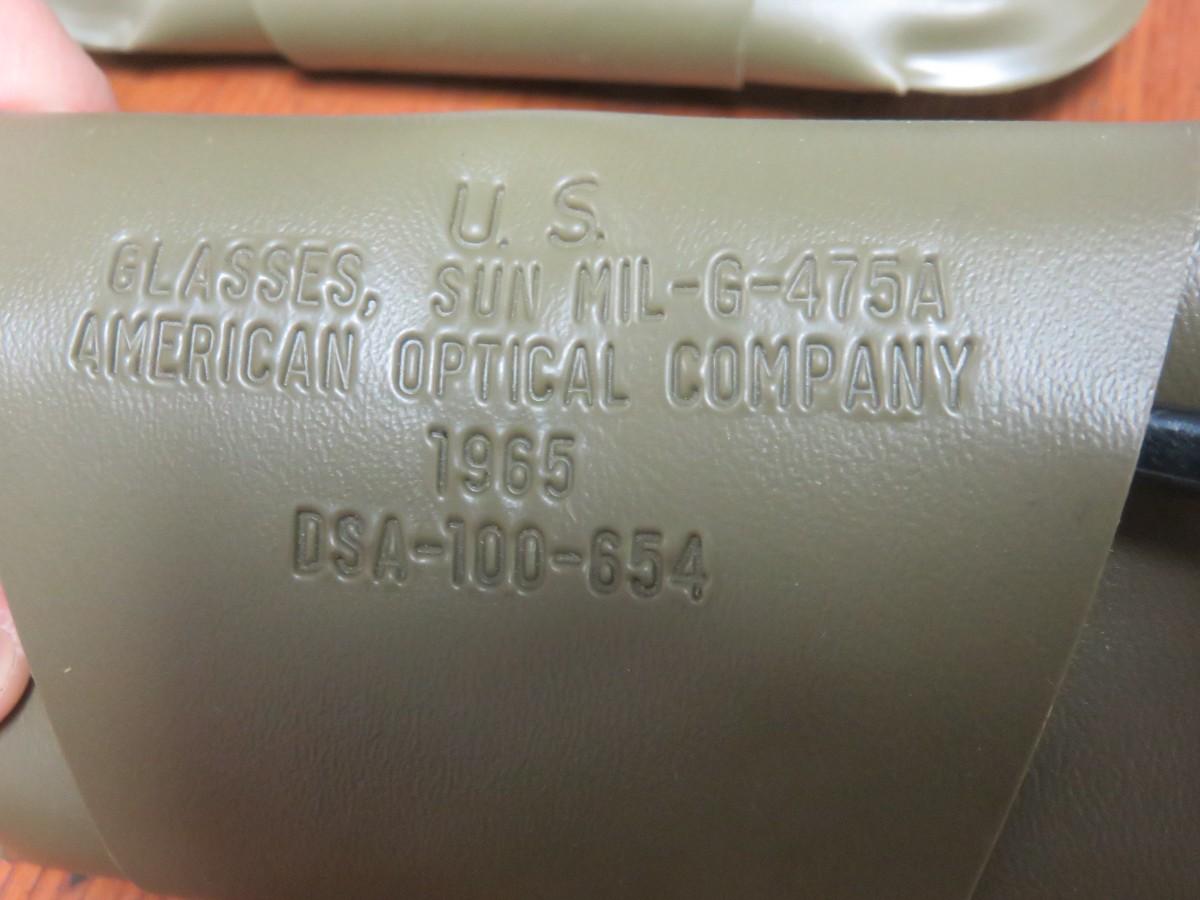 U. S.
GLASSES, SUN MIL-G-475A
AMERICAN OPTICAL COMPANY
1965
DSA-100-654